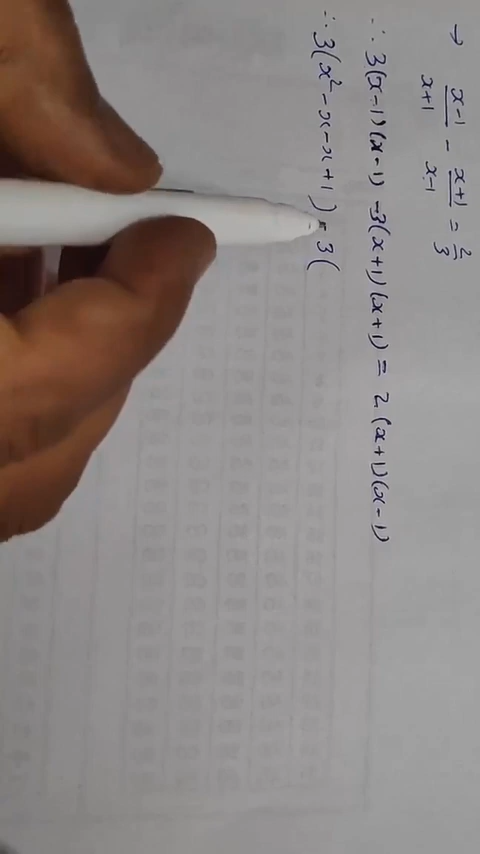 → x-1/x+1 - x+1/x-1 = 2/3
∴ 3(x-1)(x-1) -3(x+1)(x+1) = 2(x+1)(x-1)
∴ 3(x²-x-x+1) - 3(